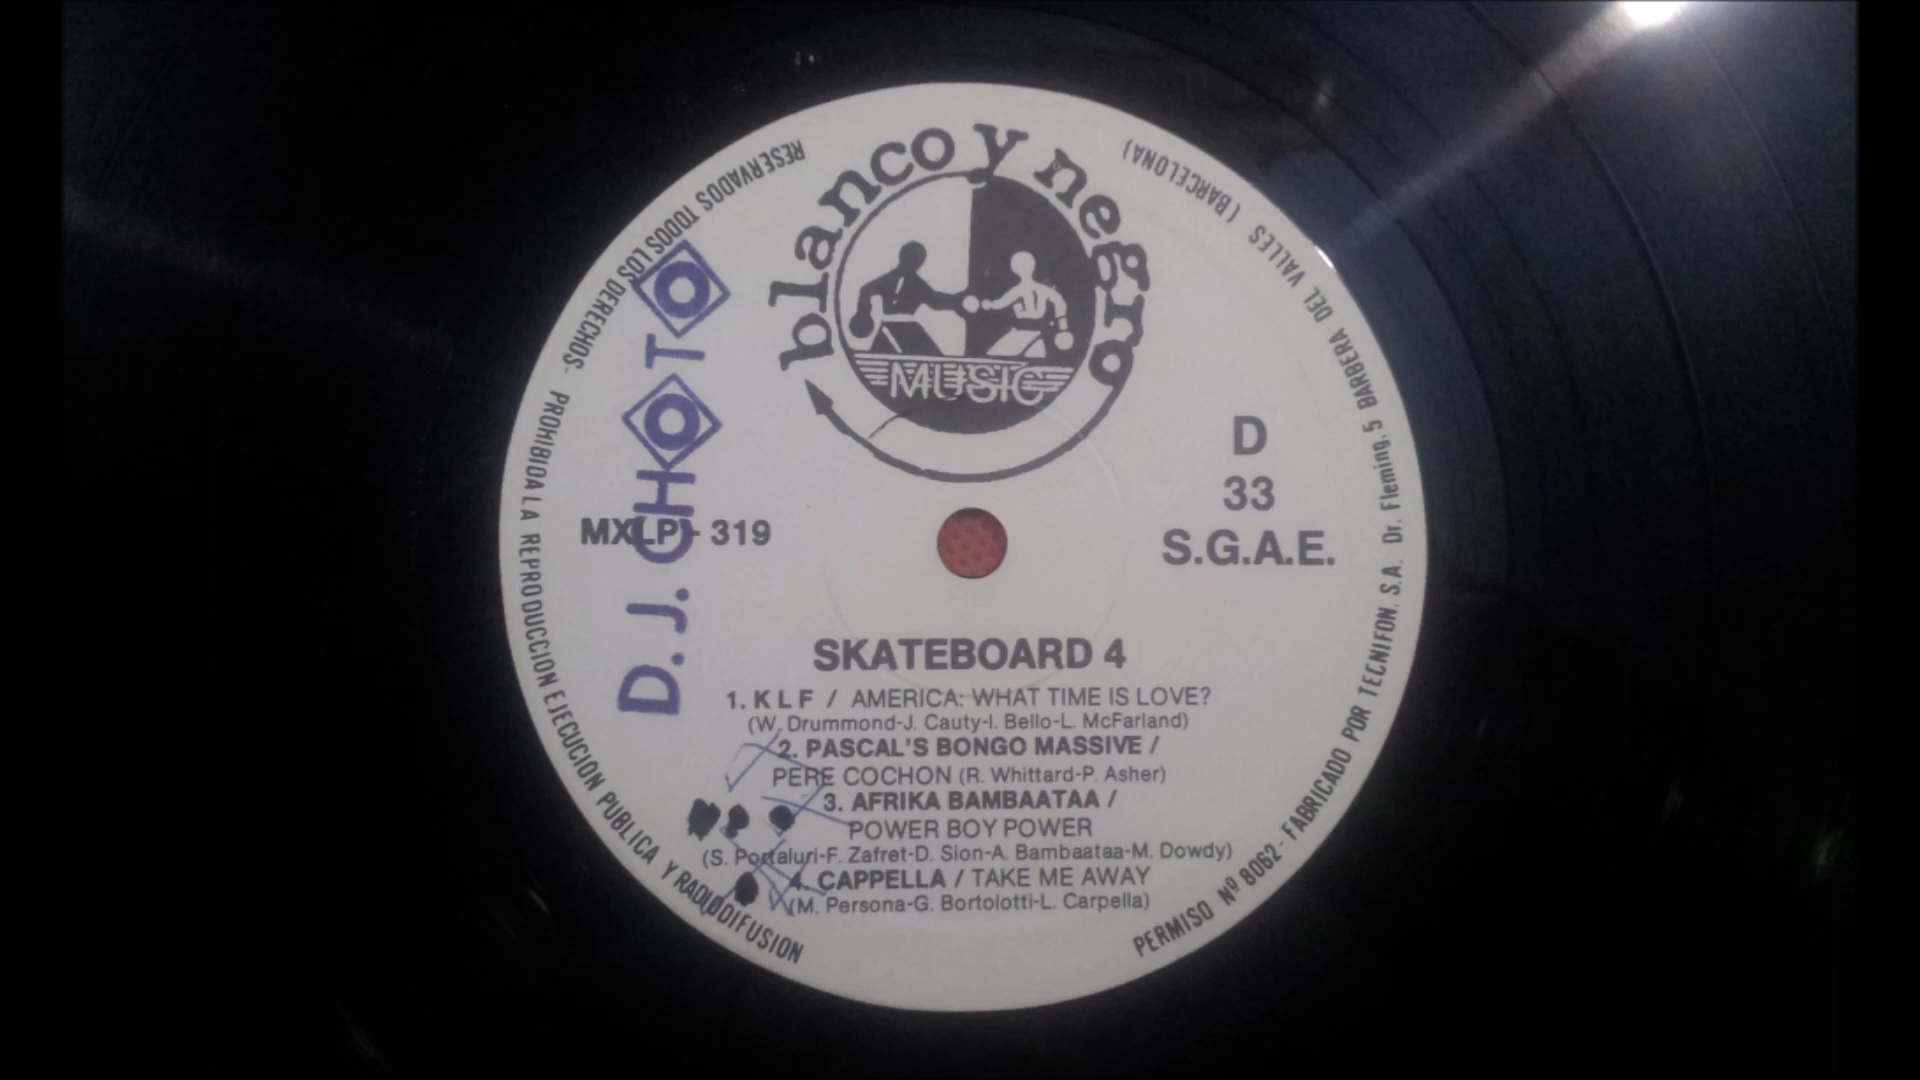 blanco y negro
MUSIC
D
33
S.G.A.E.
MXLP - 319
D.J. CHOTO
SKATEBOARD 4
1. KLF / AMERICA: WHAT TIME IS LOVE?
(W. Drummond-J. Cauty-I. Bello-L. McFarland)
2. PASCAL'S BONGO MASSIVE /
PERE COCHON (R. Whittard-P. Asher)
3. AFRIKA BAMBAATAA /
POWER BOY POWER
(S. Portaluri-F. Zafret-D. Sion-A. Bambaataa-M. Dowdy)
4. CAPPELLA / TAKE ME AWAY
(M. Persona-G. Bortolotti-L. Carpella)
RESERVADOS TODOS LOS DERECHOS- PROHIBIDA LA REPRODUCCION EJECUCION PUBLICA Y RADIODIFUSION
PERMISO Nº 8062- FABRICADO POR TECNIFON, S.A. Dr. Fleming, 5 BARBERA DEL VALLES (BARCELONA)